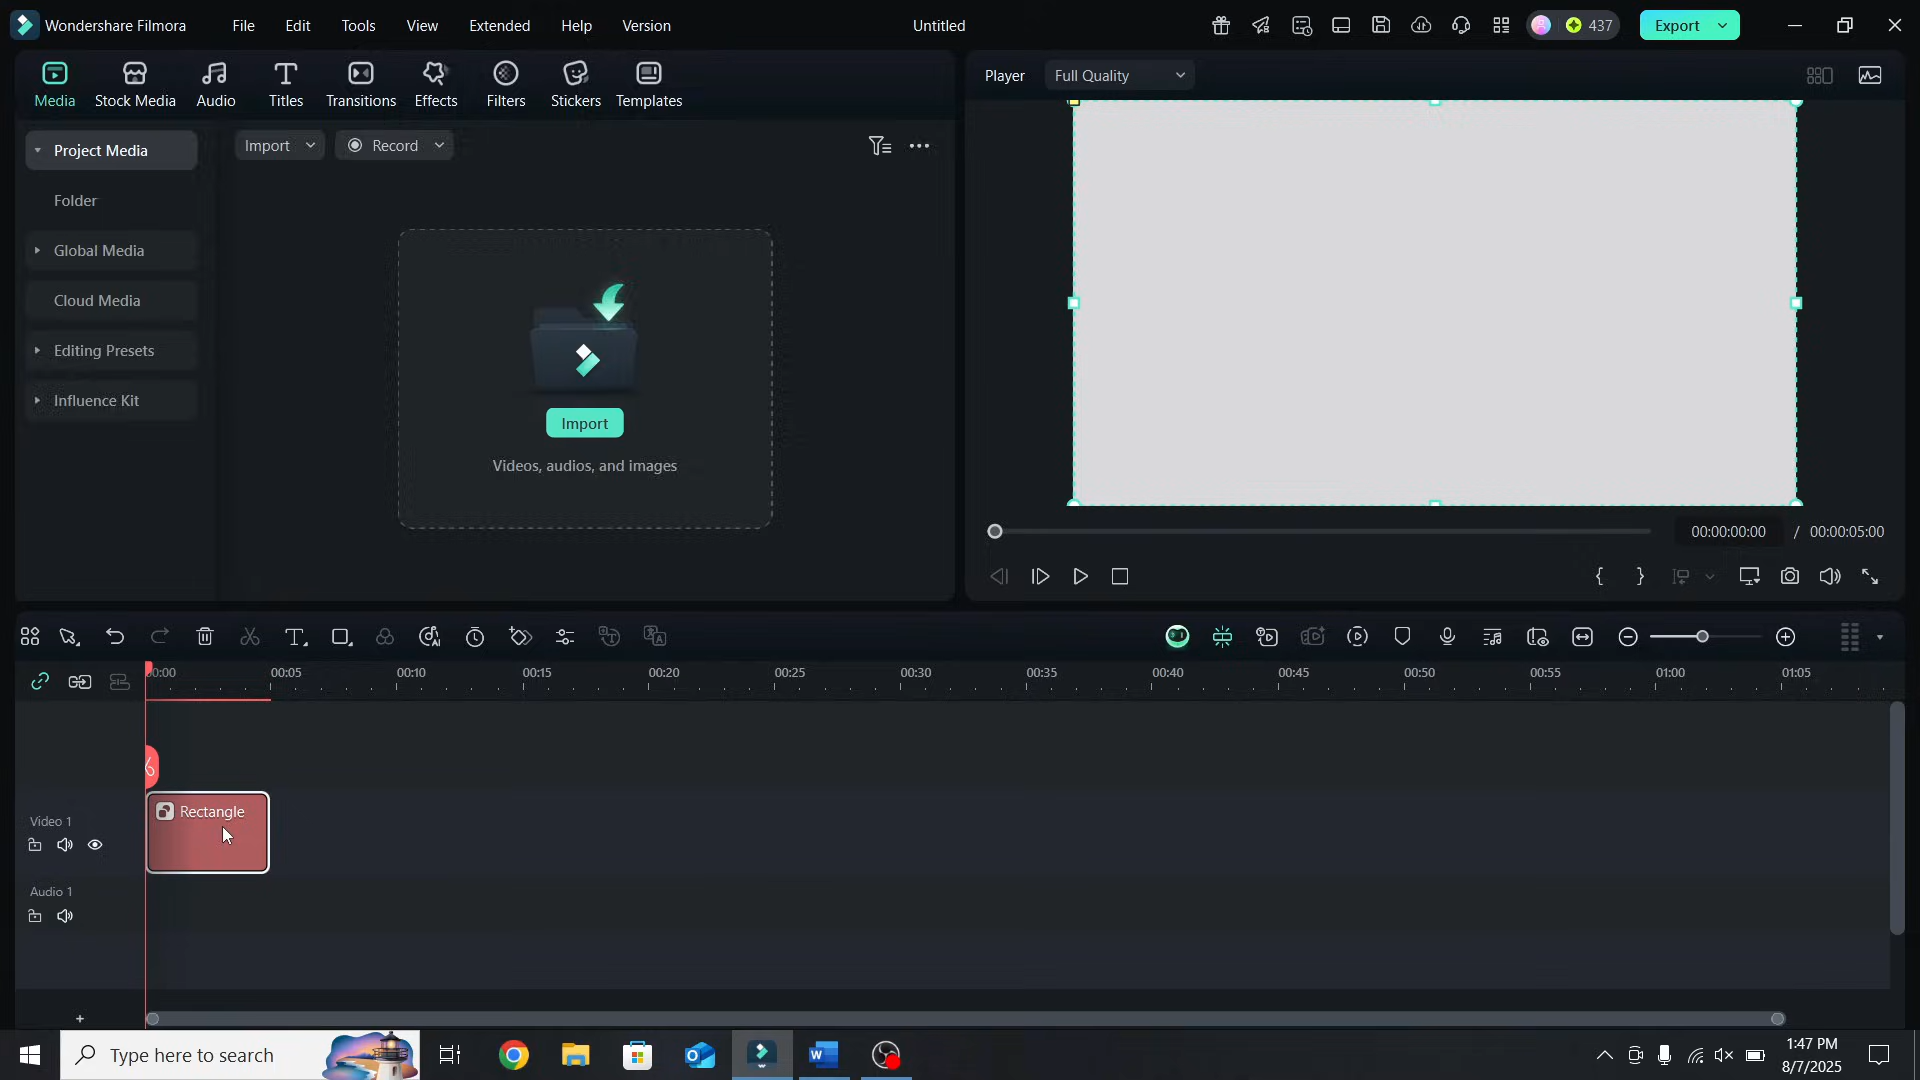 Wondershare Filmora File Edit Tools View Extended Help Version Untitled 437 Export
Media Stock Media Audio Titles Transitions Effects Filters Stickers Templates
Player Full Quality
Project Media
Import Record
Folder
Global Media
Cloud Media
Editing Presets
Influence Kit
Import
Videos, audios, and images
00:00:00:00 / 00:00:05:00
00:05 00:10 00:15 00:20 00:25 00:30 00:35 00:40 00:45 00:50 00:55 01:00 01:05
Rectangle
Video 1
Audio 1
Type here to search
1:47 PM
8/7/2025